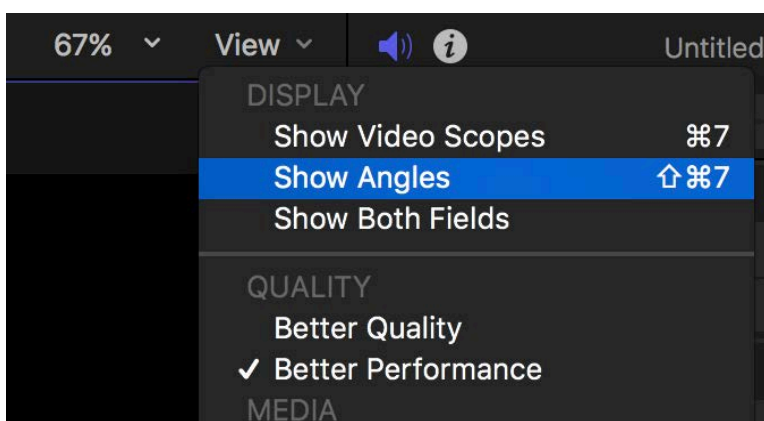 67% View Untitled
DISPLAY
Show Video Scopes ⌘7
Show Angles ⇧⌘7
Show Both Fields
QUALITY
Better Quality
✓ Better Performance
MEDIA